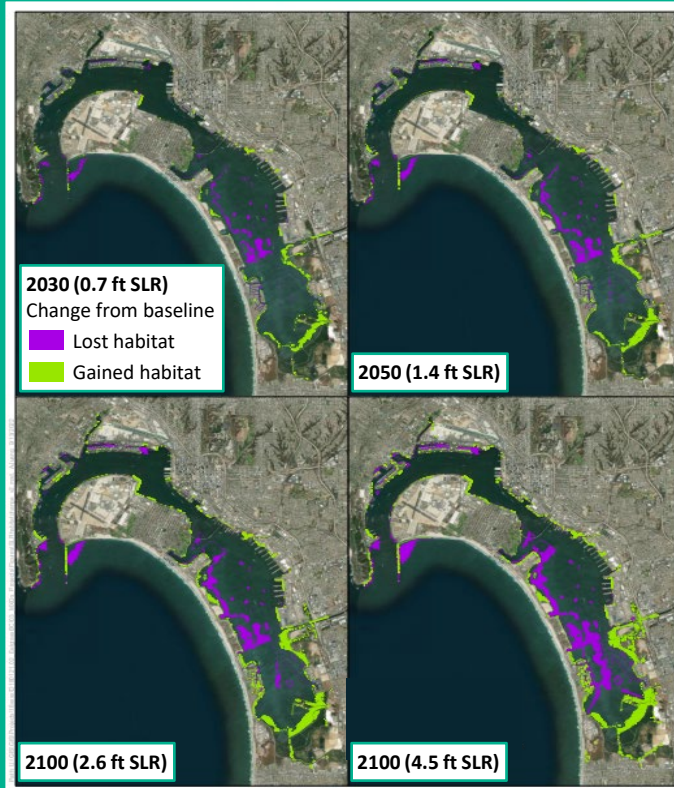 2030 (0.7 ft SLR)
Change from baseline
Lost habitat
Gained habitat
2050 (1.4 ft SLR)
2100 (2.6 ft SLR)
2100 (4.5 ft SLR)